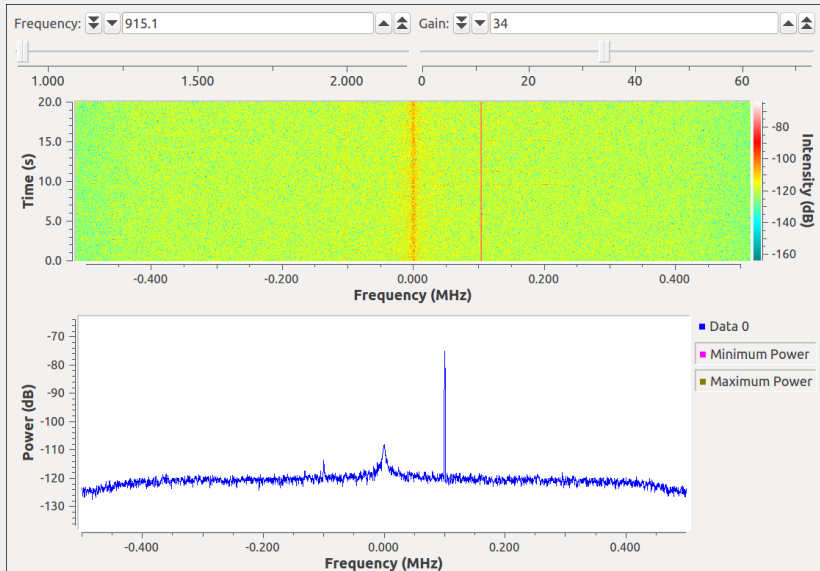 Frequency: 915.1 Gain: 34
1.000 1.500 2.000 0 20 40 60
20.0
15.0
10.0
5.0
0.0
Time (s)
-0.400 -0.200 0.000 0.200 0.400
Frequency (MHz)
-80
-100
-120
-140
-160
Intensity (dB)
-70
-80
-90
-100
-110
-120
-130
Power (dB)
-0.400 -0.200 0.000 0.200 0.400
Frequency (MHz)
Data 0
Minimum Power
Maximum Power